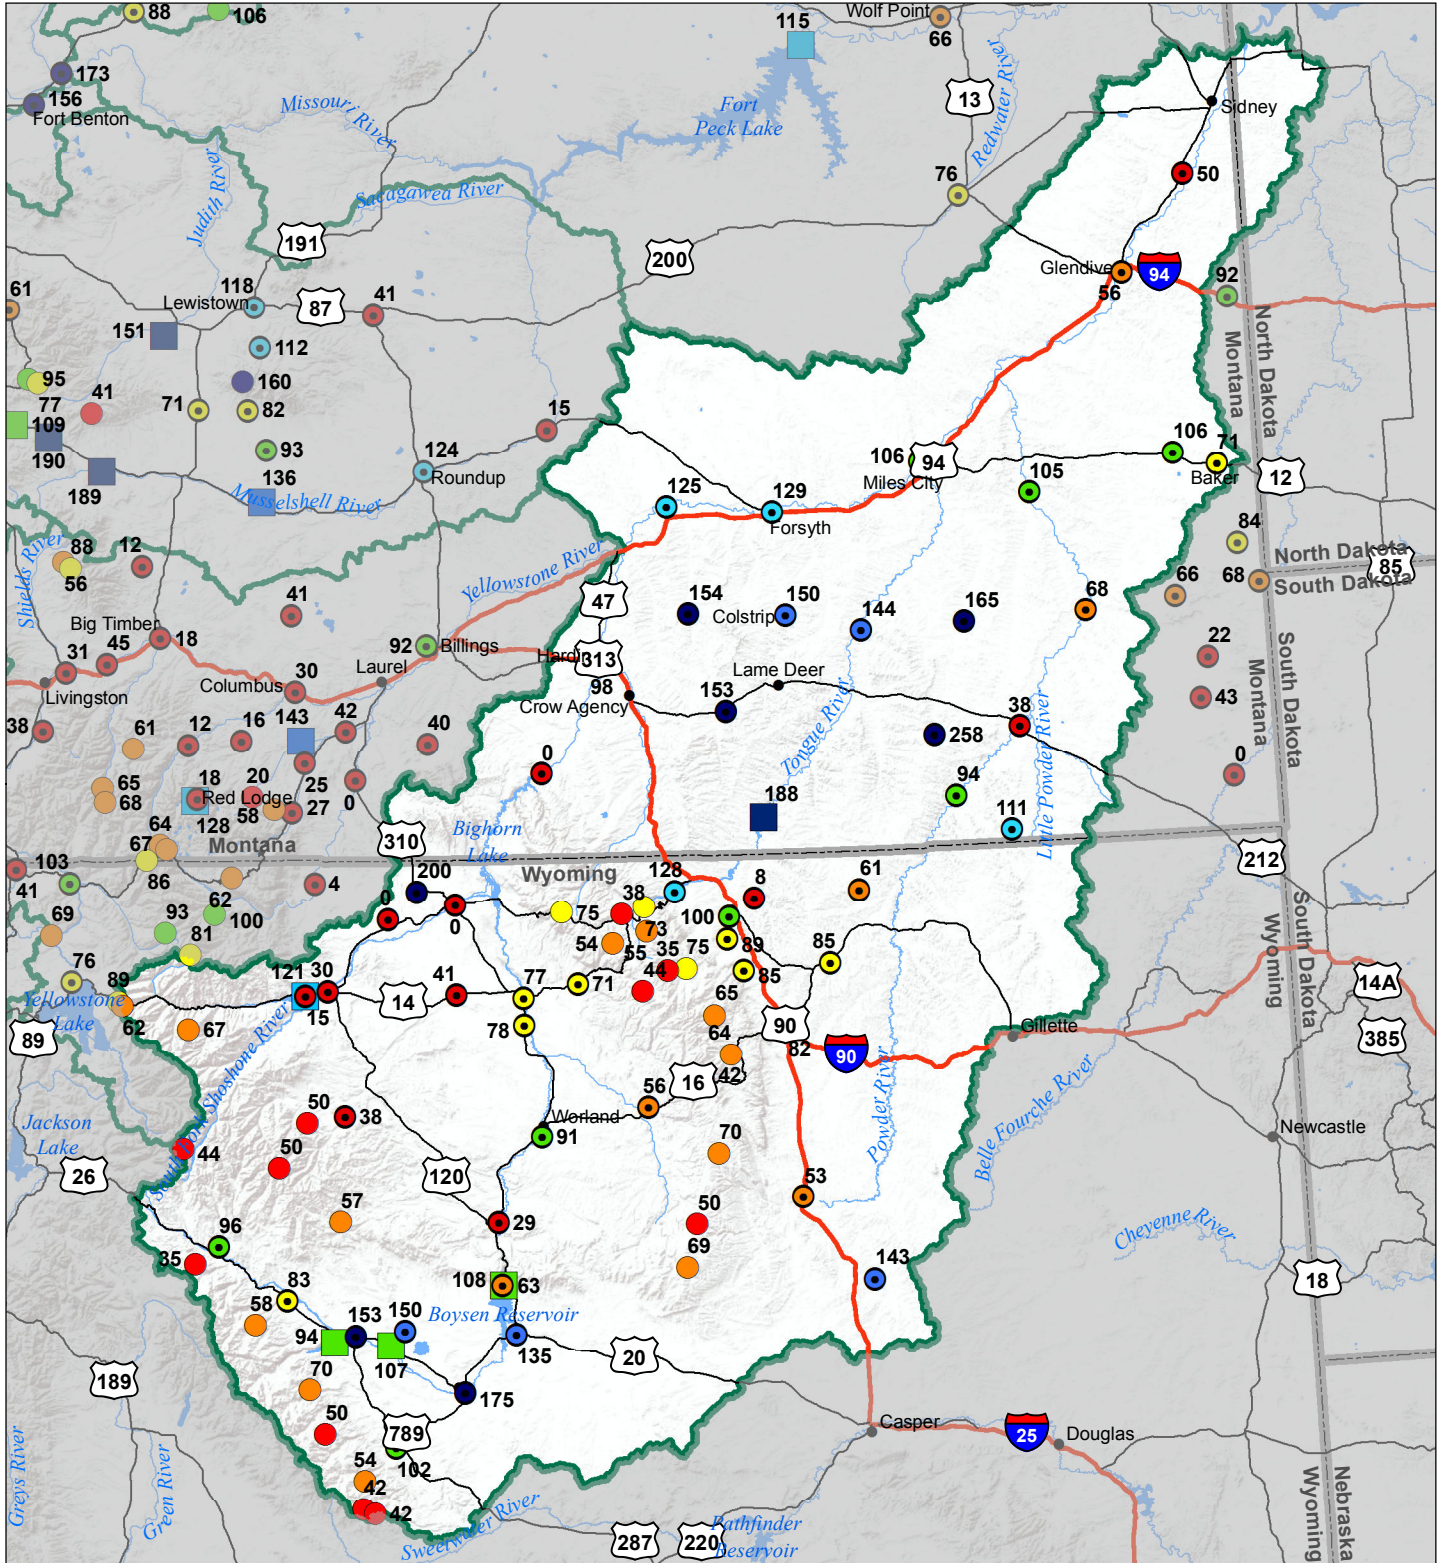 88
106
115
Wolf Point
66
173
156
Fort Benton
Missouri River
Fort
Peck Lake
13
Redwater River
Sidney
Judith River
Sacagawea River
76
50
191
200
Glendive
94
56
92
61
118
Lewistown
87
41
151
112
North Dakota
Montana
95
160
77
41
71
82
109
15
190
93
124
106
94
106
71
189
136
Roundup
Miles City
105
Baker
12
Musselshell River
125
129
Forsyth
88
12
56
Shields River
84
North Dakota
85
South Dakota
Yellowstone River
41
47
154
Colstrip
150
144
165
68
66
68
Big Timber
18
45
31
92
Billings
22
Livingston
Columbus
30
Laurel
Hardin
313
Lame Deer
98
153
38
South Dakota
Montana
43
Crow Agency
38
61
12
16
143
42
40
258
Tongue River
Little Powder River
0
0
65
18
20
25
94
68
Red Lodge
58
27
0
188
111
64
128
310
Bighorn
Lake
67
Montana
103
200
Wyoming
128
61
212
41
86
62
4
0
38
8
69
93
100
0
75
100
South Dakota
Wyoming
81
54
73
55
35
75
89
85
76
89
121
30
41
77
71
44
85
14A
Yellowstone
Lake
62
67
15
14
65
89
78
64
90
82
90
Gillette
385
South Fork Shoshone River
42
16
56
Powder River
Belle Fourche River
Jackson
Lake
50
38
Worland
91
Newcastle
26
44
50
120
70
53
57
29
50
Cheyenne River
96
35
69
143
18
83
108
63
58
153
150
Boysen Reservoir
94
107
135
20
189
70
175
50
789
Casper
25
Douglas
Greys River
Green River
54
102
42
42
Sweetwater River
287
220
Pathfinder
Reservoir
Nebraska
Wyoming